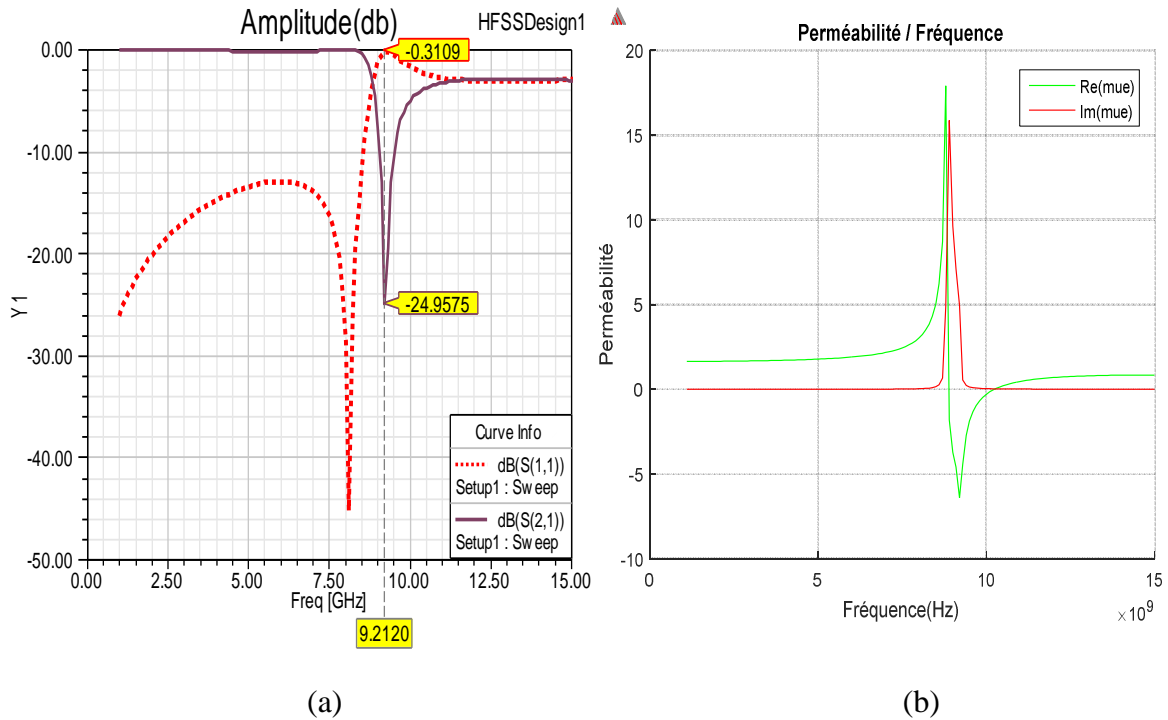 Amplitude(db)
HFSSDesign1
0.00
-10.00
-20.00
-30.00
-40.00
-50.00
Y 1
-0.3109
-24.9575
Curve Info
dB(S(1,1))
Setup1 : Sweep
dB(S(2,1))
Setup1 : Sweep
0.00 2.50 5.00 7.50 10.00 12.50 15.00
Freq [GHz]
9.2120
(a)
Perméabilité / Fréquence
20
15
10
5
0
-5
-10
Perméabilité
Re(mue)
Im(mue)
0 5 10 15
Fréquence(Hz)
×10⁹
(b)